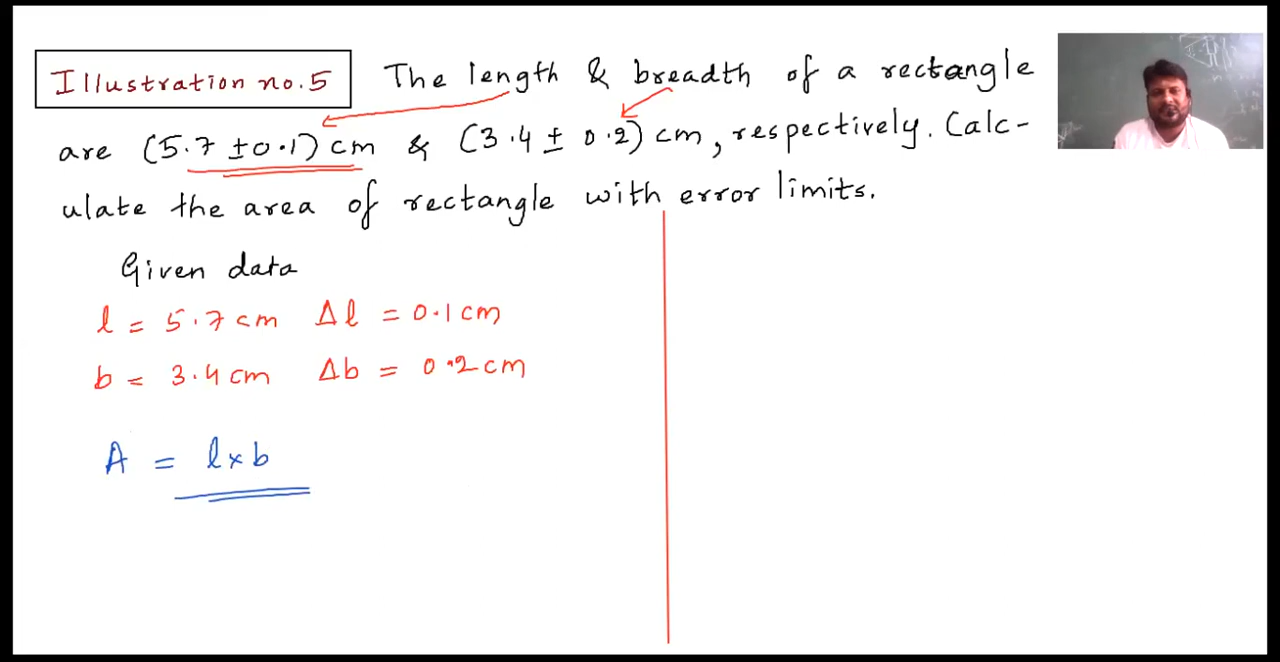 Illustration no.5 The length & breadth of a rectangle
are (5.7 ±0.1) cm & (3.4 ± 0.2) cm, respectively. Calc-
ulate the area of rectangle with error limits.
Given data
l = 5.7 cm Δl = 0.1 cm
b = 3.4 cm Δb = 0.2 cm
A = l×b